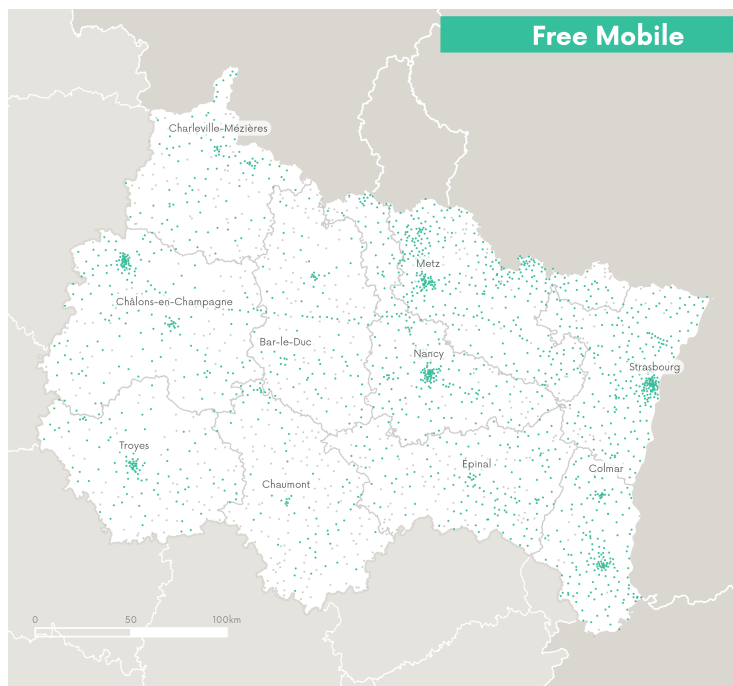 Free Mobile
Charleville-Mézières
Metz
Châlons-en-Champagne
Bar-le-Duc
Nancy
Strasbourg
Troyes
Épinal
Colmar
Chaumont
0 50 100km